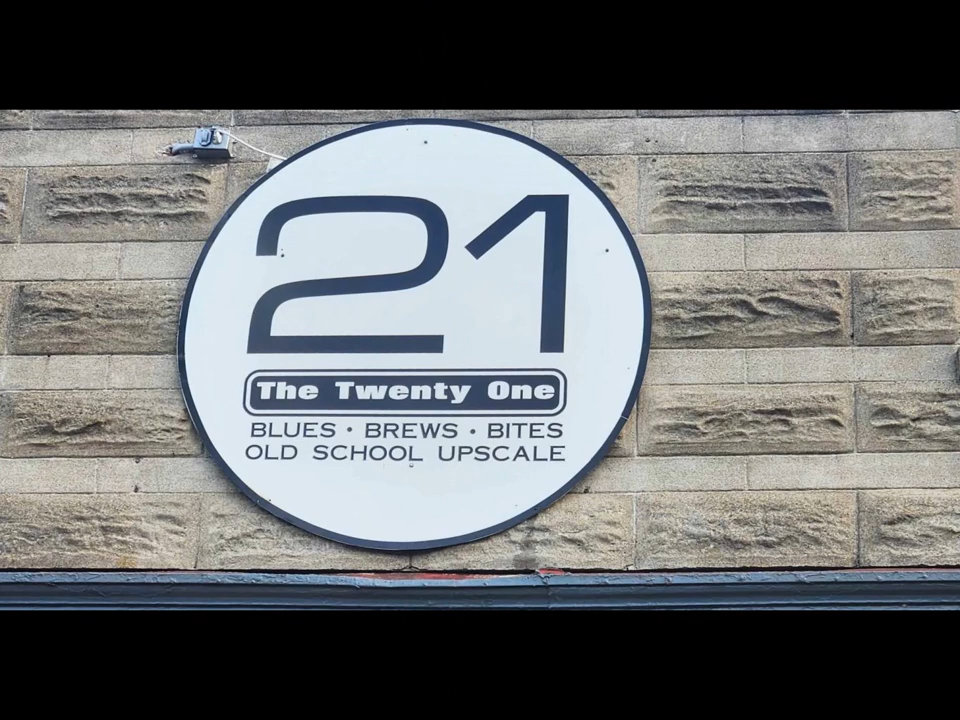 21
The Twenty One
BLUES • BREWS • BITES
OLD SCHOOL UPSCALE